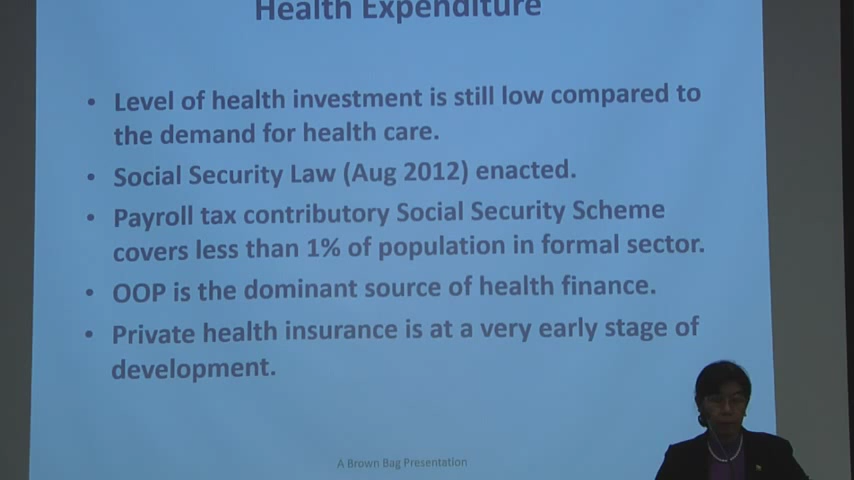 Health Expenditure
• Level of health investment is still low compared to
the demand for health care.
• Social Security Law (Aug 2012) enacted.
• Payroll tax contributory Social Security Scheme
covers less than 1% of population in formal sector.
• OOP is the dominant source of health finance.
• Private health insurance is at a very early stage of
development.
A Brown Bag Presentation